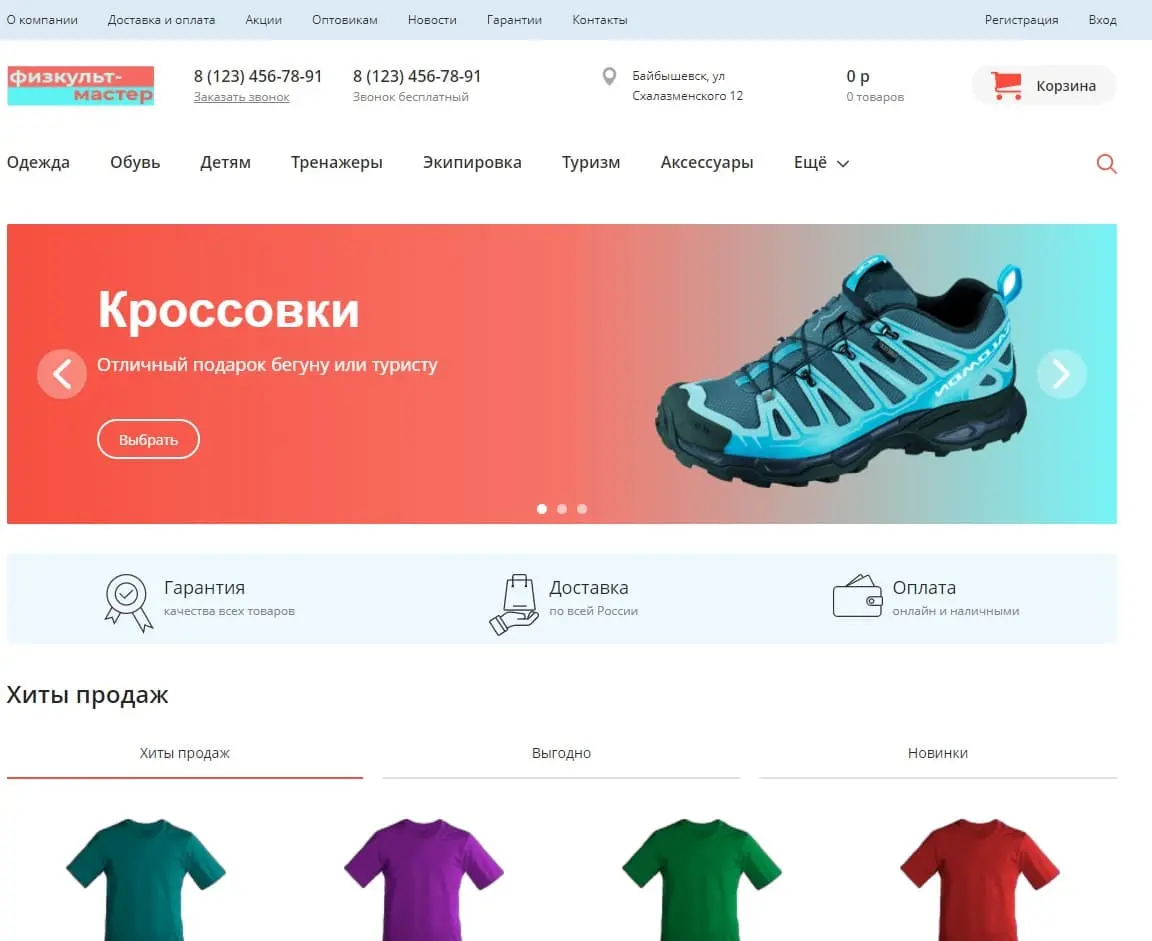 О компании Доставка и оплата Акции Оптовикам Новости Гарантии Контакты Регистрация Вход
физкульт-
мастер
8 (123) 456-78-91
Заказать звонок
8 (123) 456-78-91
Звонок бесплатный
Байбышевск, ул
Схалазменского 12
0 р
0 товаров
Корзина
Одежда Обувь Детям Тренажеры Экипировка Туризм Аксессуары Ещё
Кроссовки
Отличный подарок бегуну или туристу
Выбрать
SALOMON
Гарантия
качества всех товаров
Доставка
по всей России
Оплата
онлайн и наличными
Хиты продаж
Хиты продаж Выгодно Новинки